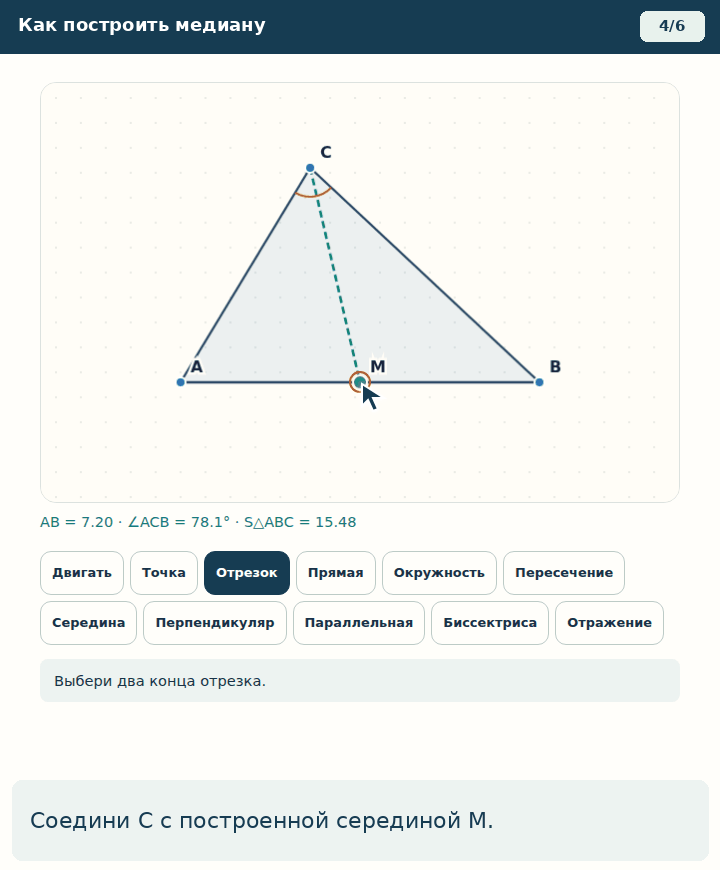 Как построить медиану
4/6
C
A
M
B
AB = 7.20 · ∠ACB = 78.1° · S△ABC = 15.48
Двигать Точка Отрезок Прямая Окружность Пересечение
Середина Перпендикуляр Параллельная Биссектриса Отражение
Выбери два конца отрезка.
Соедини C с построенной серединой M.